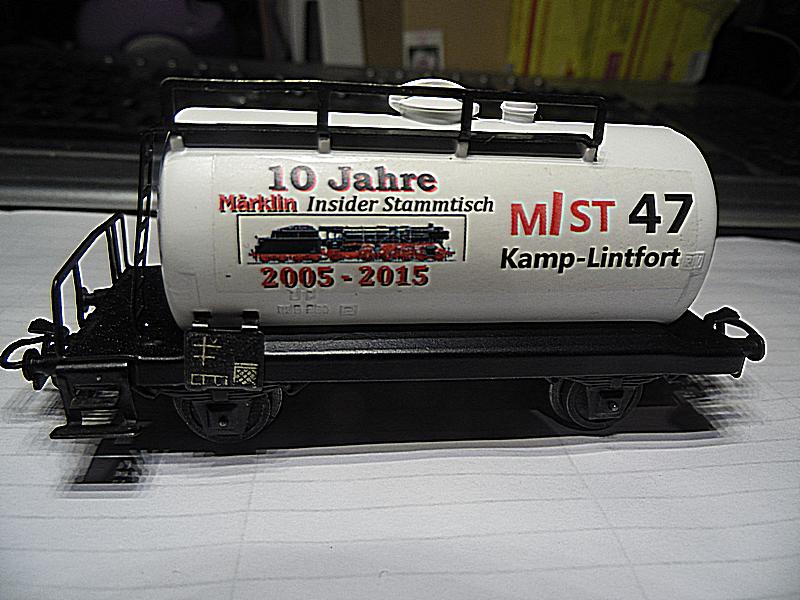 10 Jahre
Märklin Insider Stammtisch
2005 - 2015
MIST 47
Kamp-Lintfort